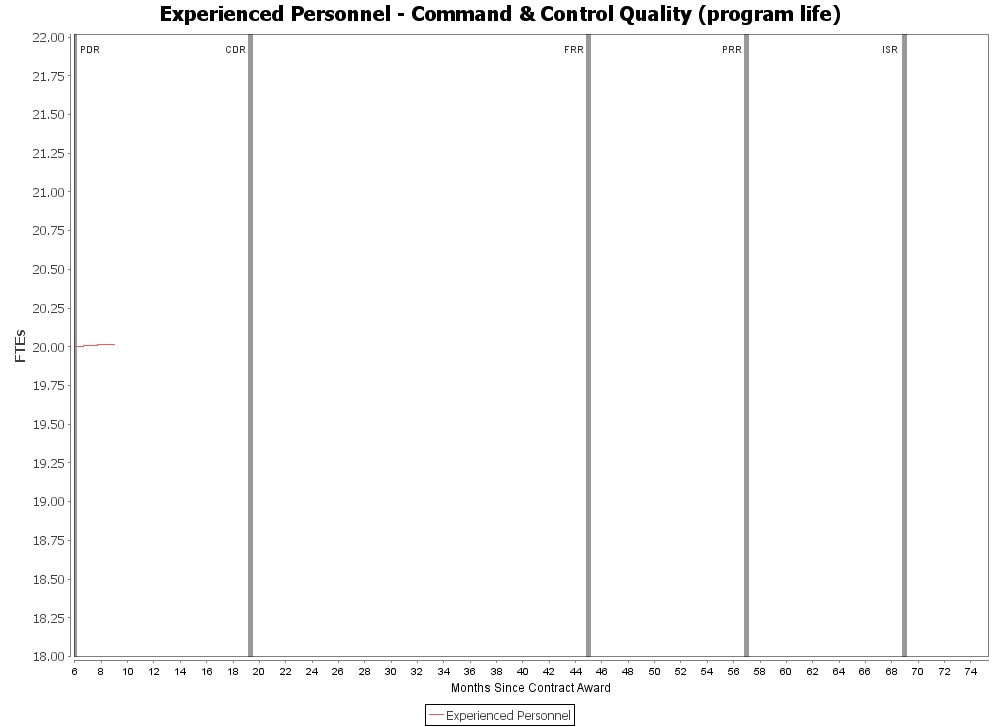 Experienced Personnel - Command & Control Quality (program life)
22.00
21.75
21.50
21.25
21.00
20.75
20.50
20.25
20.00
19.75
19.50
19.25
19.00
18.75
18.50
18.25
18.00
FTEs
PDR CDR FRR PRR ISR
6 8 10 12 14 16 18 20 22 24 26 28 30 32 34 36 38 40 42 44 46 48 50 52 54 56 58 60 62 64 66 68 70 72 74
Months Since Contract Award
Experienced Personnel